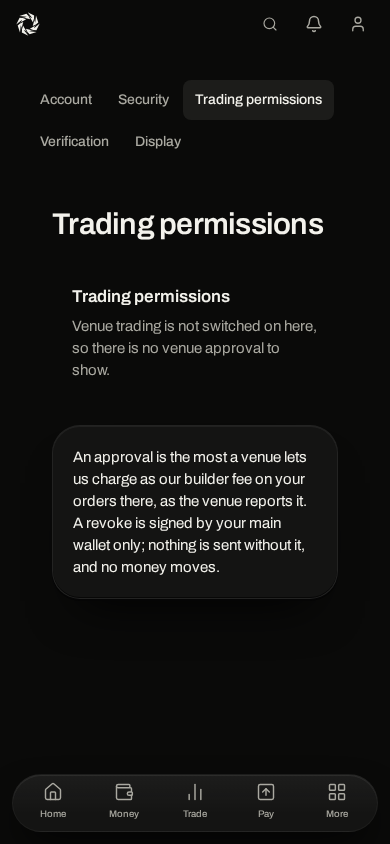 Account Security Trading permissions
Verification Display
Trading permissions
Trading permissions
Venue trading is not switched on here,
so there is no venue approval to
show.
An approval is the most a venue lets
us charge as our builder fee on your
orders there, as the venue reports it.
A revoke is signed by your main
wallet only; nothing is sent without it,
and no money moves.
Home Money Trade Pay More